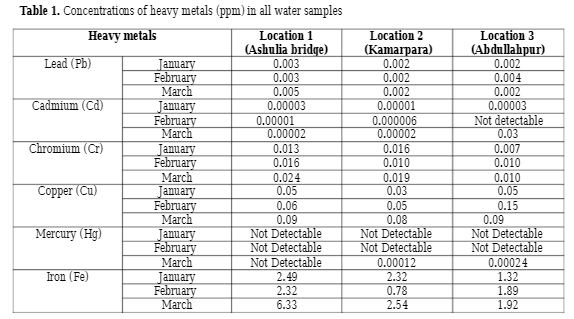 Table 1. Concentrations of heavy metals (ppm) in all water samples
Heavy metals Location 1 (Ashulia bridge) Location 2 (Kamarpara) Location 3 (Abdullahpur)
Lead (Pb) January 0.003 0.002 0.002
February 0.003 0.002 0.004
March 0.005 0.002 0.002
Cadmium (Cd) January 0.00003 0.00001 0.00003
February 0.00001 0.000006 Not detectable
March 0.00002 0.00002 0.03
Chromium (Cr) January 0.013 0.016 0.007
February 0.016 0.010 0.010
March 0.024 0.019 0.010
Copper (Cu) January 0.05 0.03 0.05
February 0.06 0.05 0.15
March 0.09 0.08 0.09
Mercury (Hg) January Not Detectable Not Detectable Not Detectable
February Not Detectable Not Detectable Not Detectable
March Not Detectable 0.00012 0.00024
Iron (Fe) January 2.49 2.32 1.32
February 2.32 0.78 1.89
March 6.33 2.54 1.92